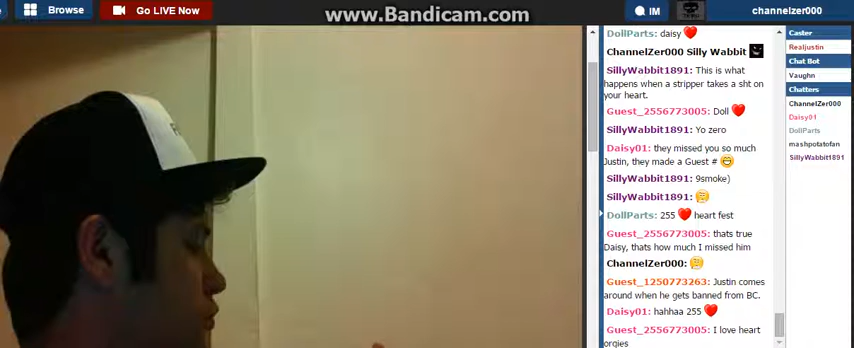 www.Bandicam.com
Browse
Go LIVE Now
IM
channelzer000
DollParts: daisy
ChannelZer000 Silly Wabbit
SillyWabbit1891: This is what
happens when a stripper takes a sht on
your heart.
Guest_2556773005: Doll
SillyWabbit1891: Yo zero
Daisy01: they missed you so much
Justin, they made a Guest #
SillyWabbit1891: 9smoke)
SillyWabbit1891:
DollParts: 255 heart fest
Guest_2556773005: thats true
Daisy, thats how much I missed him
ChannelZer000:
Guest_1250773263: Justin comes
around when he gets banned from BC.
Daisy01: hahhaa 255
Guest_2556773005: I love heart
orgies
Caster
Realjustin
Chat Bot
Vaughn
Chatters
ChannelZer000
Daisy01
DollParts
mashpotatofan
SillyWabbit1891